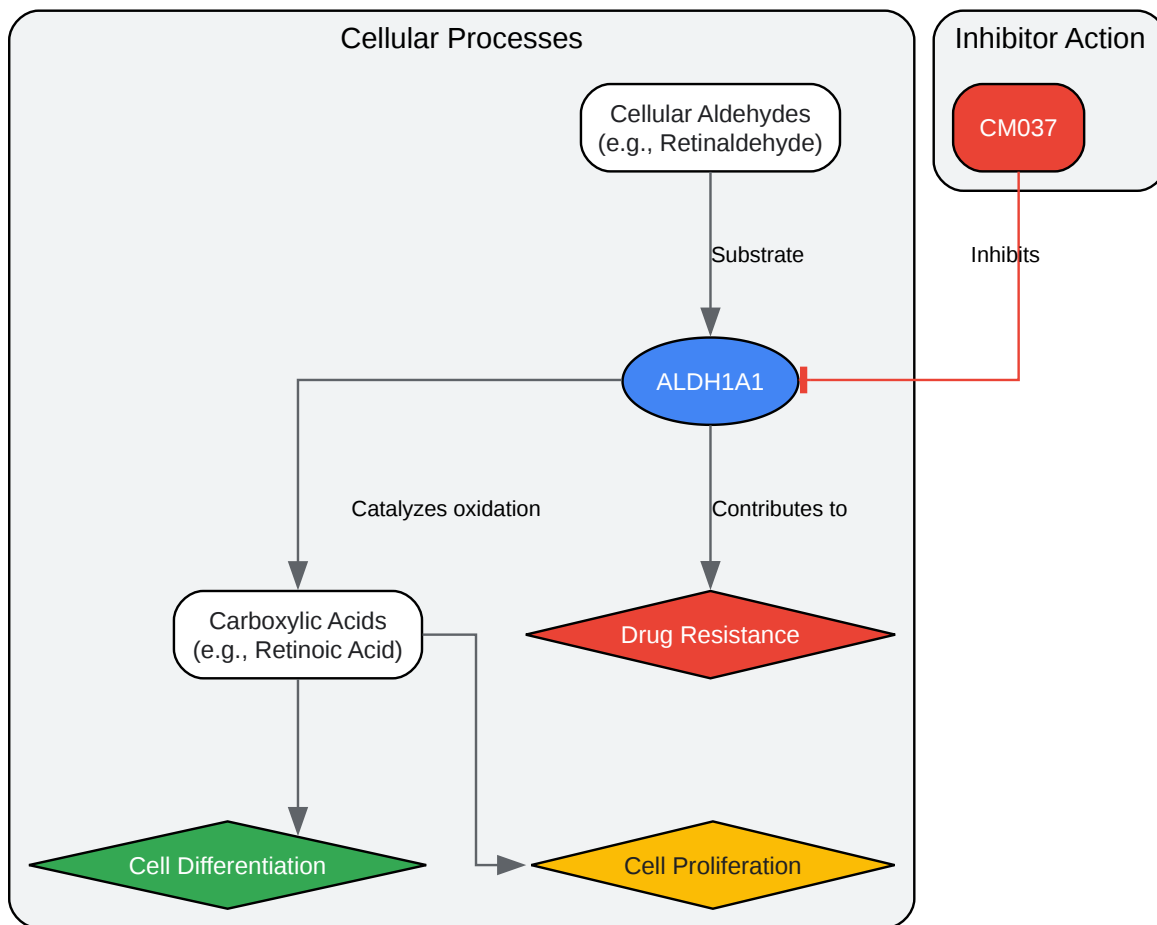 Cellular Processes
Inhibitor Action
Cellular Aldehydes
(e.g., Retinaldehyde)
CM037
Substrate
Inhibits
ALDH1A1
Catalyzes oxidation
Contributes to
Carboxylic Acids
(e.g., Retinoic Acid)
Drug Resistance
Cell Differentiation
Cell Proliferation